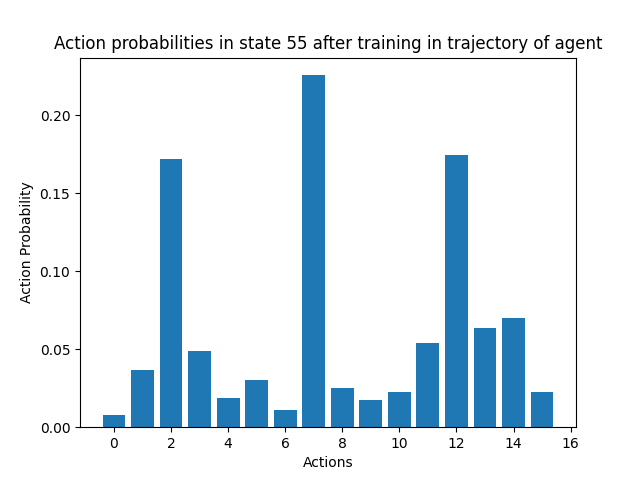 Action probabilities in state 55 after training in trajectory of agent
Action Probability
0.20
0.15
0.10
0.05
0.00
0 2 4 6 8 10 12 14 16
Actions